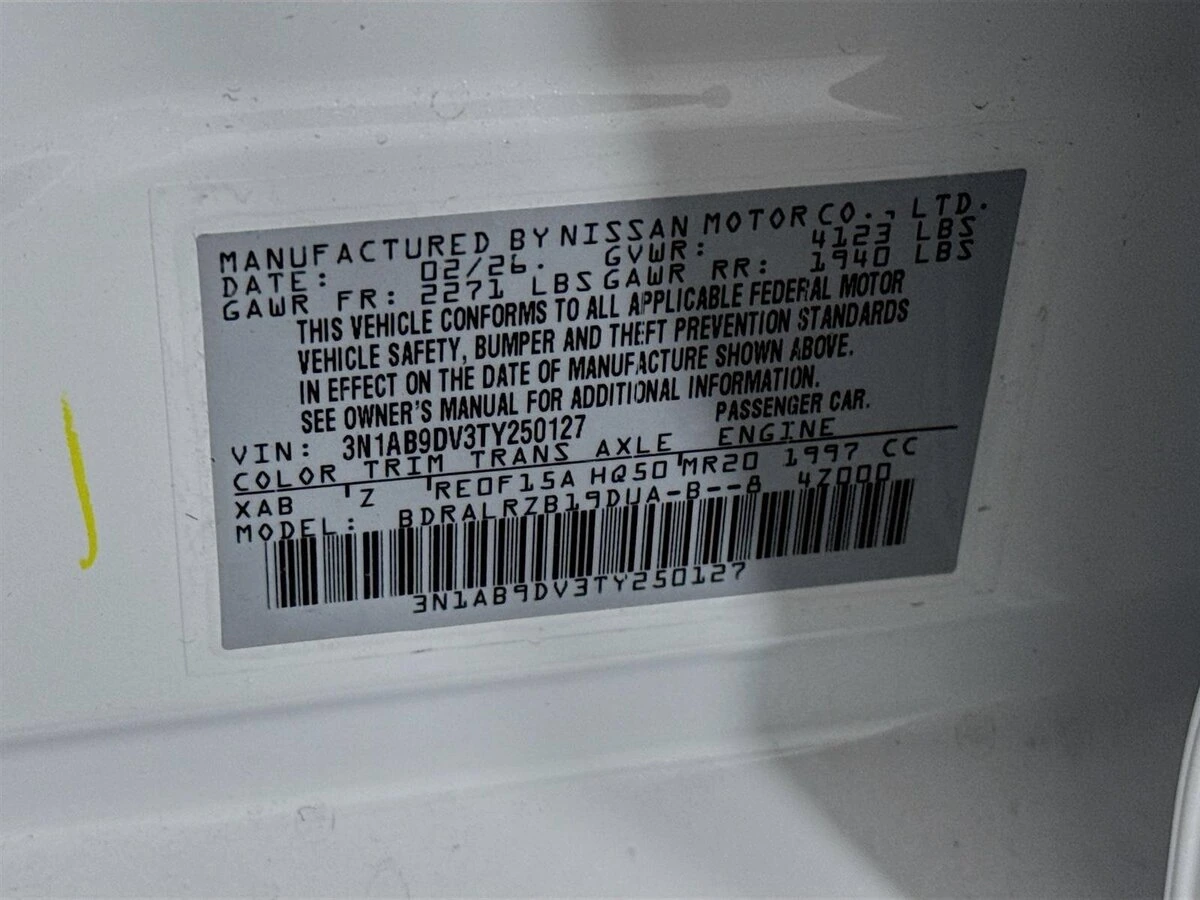 MANUFACTURED BY NISSAN MOTOR CO., LTD.
DATE: 02/26. GVWR: 4123 LBS
GAWR FR: 2271 LBS GAWR RR: 1940 LBS
THIS VEHICLE CONFORMS TO ALL APPLICABLE FEDERAL MOTOR
VEHICLE SAFETY, BUMPER AND THEFT PREVENTION STANDARDS
IN EFFECT ON THE DATE OF MANUFACTURE SHOWN ABOVE.
SEE OWNER'S MANUAL FOR ADDITIONAL INFORMATION.
VIN: 3N1AB9DV3TY250127 PASSENGER CAR.
COLOR TRIM TRANS AXLE ENGINE
XAB Z RE0F15A HQ50 MR20 1997 CC
MODEL: BDRALRZB19DUA-B--8 4Z000
3N1AB9DV3TY250127